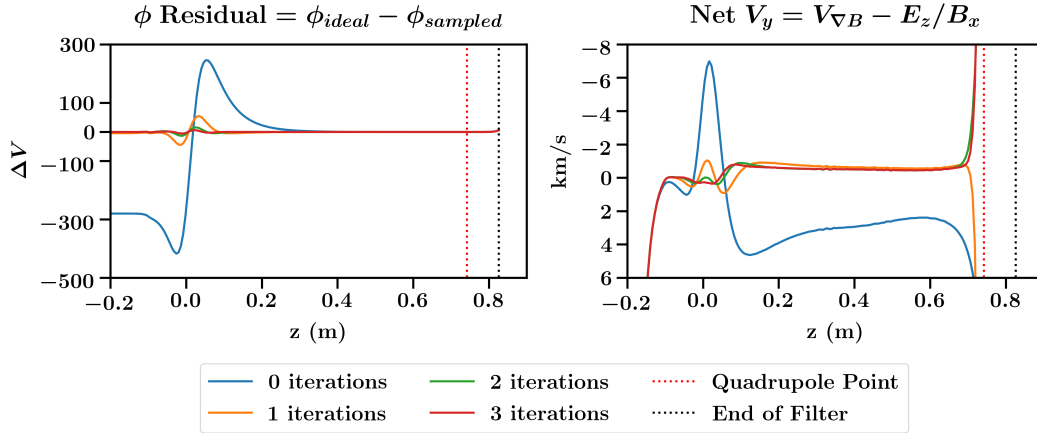 ϕ Residual = ϕ_ideal − ϕ_sampled
300
100
0
−100
−300
−500
ΔV
−0.2
0.0
0.2
0.4
0.6
0.8
z (m)
Net V_y = V_∇B − E_z/B_x
−8
−6
−4
−2
0
2
4
6
km/s
−0.2
0.0
0.2
0.4
0.6
0.8
z (m)
0 iterations
1 iterations
2 iterations
3 iterations
Quadrupole Point
End of Filter